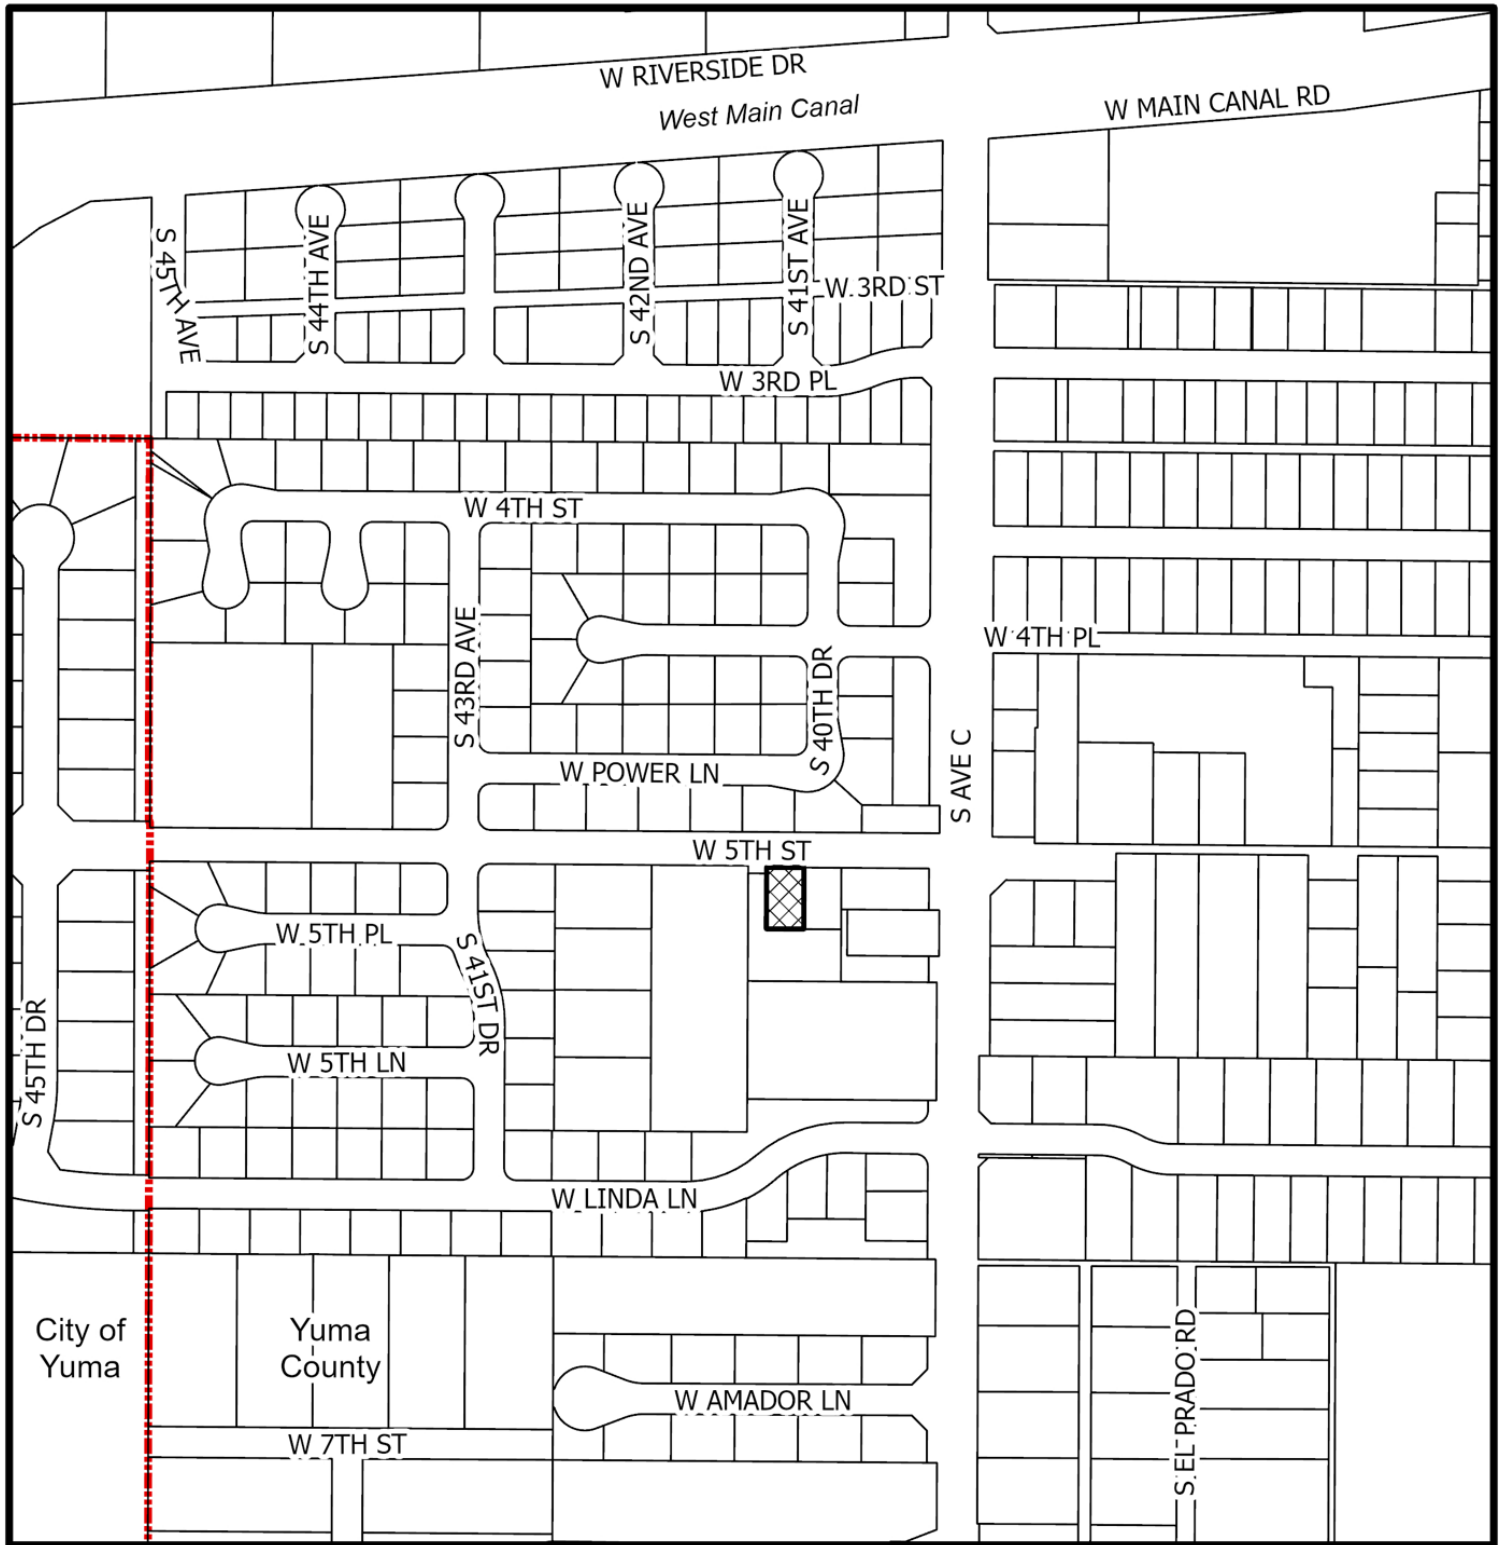 W RIVERSIDE DR
West Main Canal
W MAIN CANAL RD
S 45TH AVE
S 44TH AVE
S 42ND AVE
S 41ST AVE
W 3RD ST
W 3RD PL
W 4TH ST
S 43RD AVE
W 4TH PL
S 40TH DR
S AVE C
W POWER LN
W 5TH ST
W 5TH PL
S 41ST DR
S 45TH DR
W 5TH LN
W LINDA LN
City of
Yuma
Yuma
County
S EL PRADO RD
W AMADOR LN
W 7TH ST